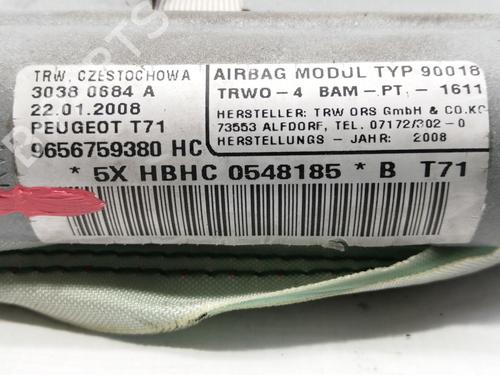 TRW, CZESTOCHOWA
3038 0684 A
22.01.2008
PEUGEOT T71
9656759380 HC
AIRBAG MODUL TYP 90018
TRWO-4 BAM-PT. - 1611
HERSTELLER: TRW ORS GmbH & CO.KG
73553 ALFDORF, TEL. 07172/302-0
HERSTELLUNGS - JAHR: 2008
* 5X HBHC 0548185 * B T71